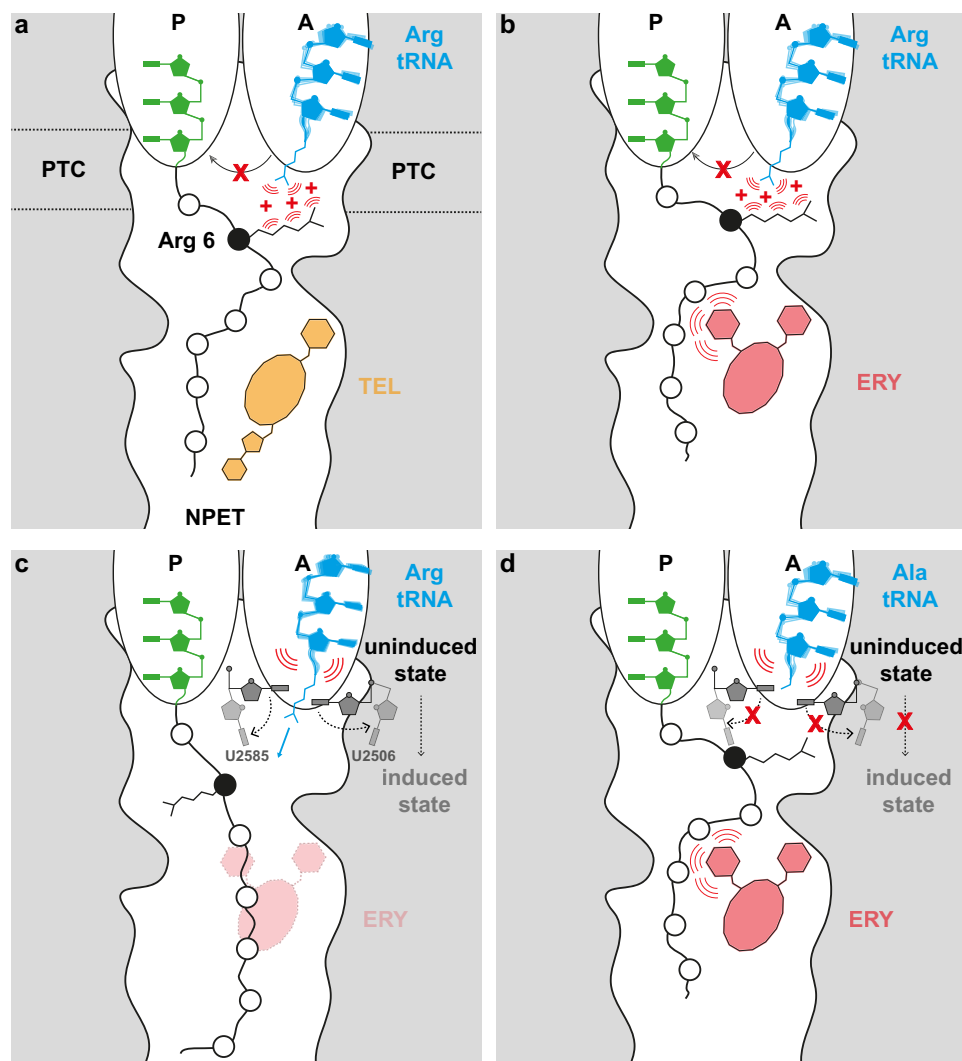 a
P
A
Arg
tRNA
PTC
PTC
X
+
+
+
+
Arg 6
TEL
NPET
b
P
A
Arg
tRNA
X
+
+
+
+
ERY
c
P
A
Arg
tRNA
uninduced
state
U2585
U2506
induced
state
ERY
d
P
A
Ala
tRNA
uninduced
state
X
X
X
induced
state
ERY